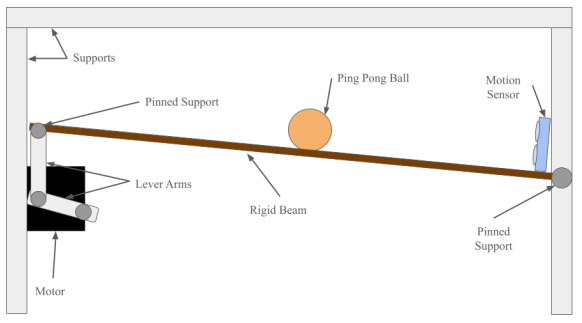 Supports
Ping Pong Ball
Motion
Sensor
Pinned Support
Lever Arms
Rigid Beam
Pinned
Support
Motor